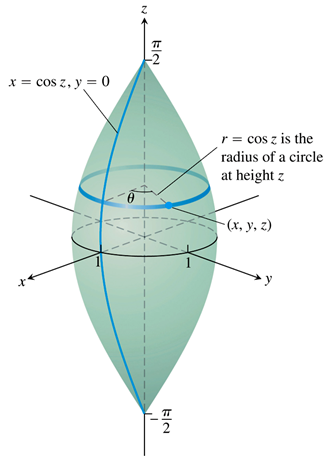 z
π/2
x = cos z, y = 0
r = cos z is the
radius of a circle
at height z
θ
(x, y, z)
1
1
x
y
−π/2